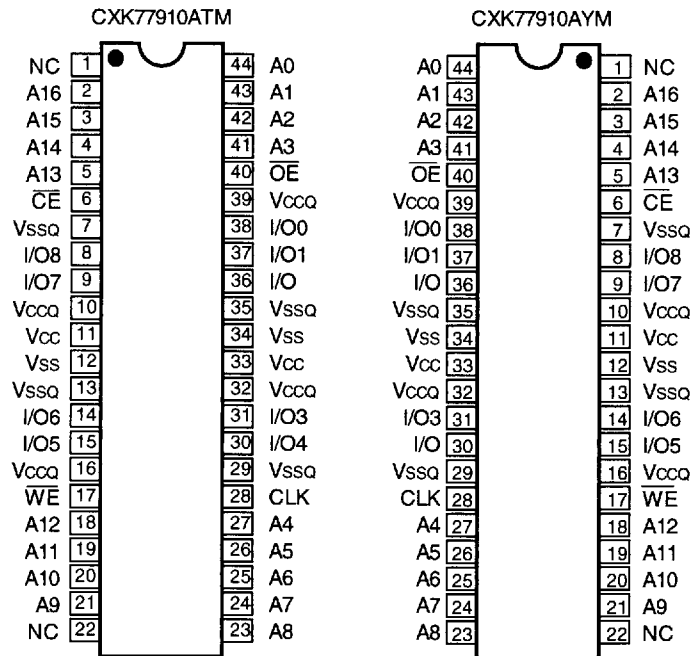 CXK77910ATM
NC 1 44 A0
A16 2 43 A1
A15 3 42 A2
A14 4 41 A3
A13 5 40 OE
CE 6 39 VCCQ
VSSQ 7 38 I/O0
I/O8 8 37 I/O1
I/O7 9 36 I/O
VCCQ 10 35 VSSQ
VCC 11 34 VSS
VSS 12 33 VCC
VSSQ 13 32 VCCQ
I/O6 14 31 I/O3
I/O5 15 30 I/O4
VCCQ 16 29 VSSQ
WE 17 28 CLK
A12 18 27 A4
A11 19 26 A5
A10 20 25 A6
A9 21 24 A7
NC 22 23 A8
CXK77910AYM
A0 44 1 NC
A1 43 2 A16
A2 42 3 A15
A3 41 4 A14
OE 40 5 A13
VCCQ 39 6 CE
I/O0 38 7 VSSQ
I/O1 37 8 I/O8
I/O 36 9 I/O7
VSSQ 35 10 VCCQ
VSS 34 11 VCC
VCC 33 12 VSS
VCCQ 32 13 VSSQ
I/O3 31 14 I/O6
I/O 30 15 I/O5
VSSQ 29 16 VCCQ
CLK 28 17 WE
A4 27 18 A12
A5 26 19 A11
A6 25 20 A10
A7 24 21 A9
A8 23 22 NC